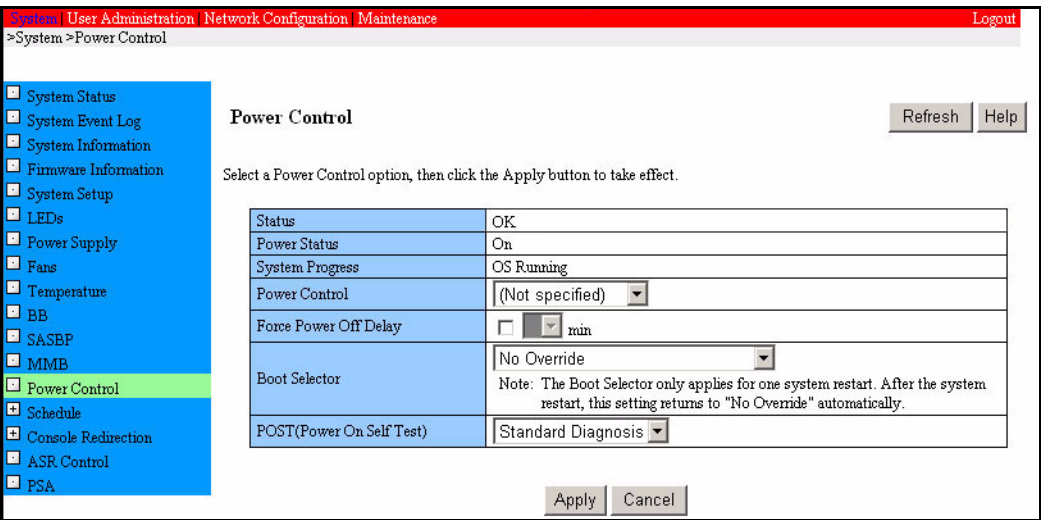 System | User Administration | Network Configuration | Maintenance Logout
>System >Power Control
System Status
System Event Log
System Information
Firmware Information
System Setup
LEDs
Power Supply
Fans
Temperature
BB
SASBP
MMB
Power Control
Schedule
Console Redirection
ASR Control
PSA
Power Control
Refresh Help
Select a Power Control option, then click the Apply button to take effect.
Status OK
Power Status On
System Progress OS Running
Power Control (Not specified)
Force Power Off Delay min
Boot Selector No Override
Note: The Boot Selector only applies for one system restart. After the system
restart, this setting returns to "No Override" automatically.
POST(Power On Self Test) Standard Diagnosis
Apply Cancel